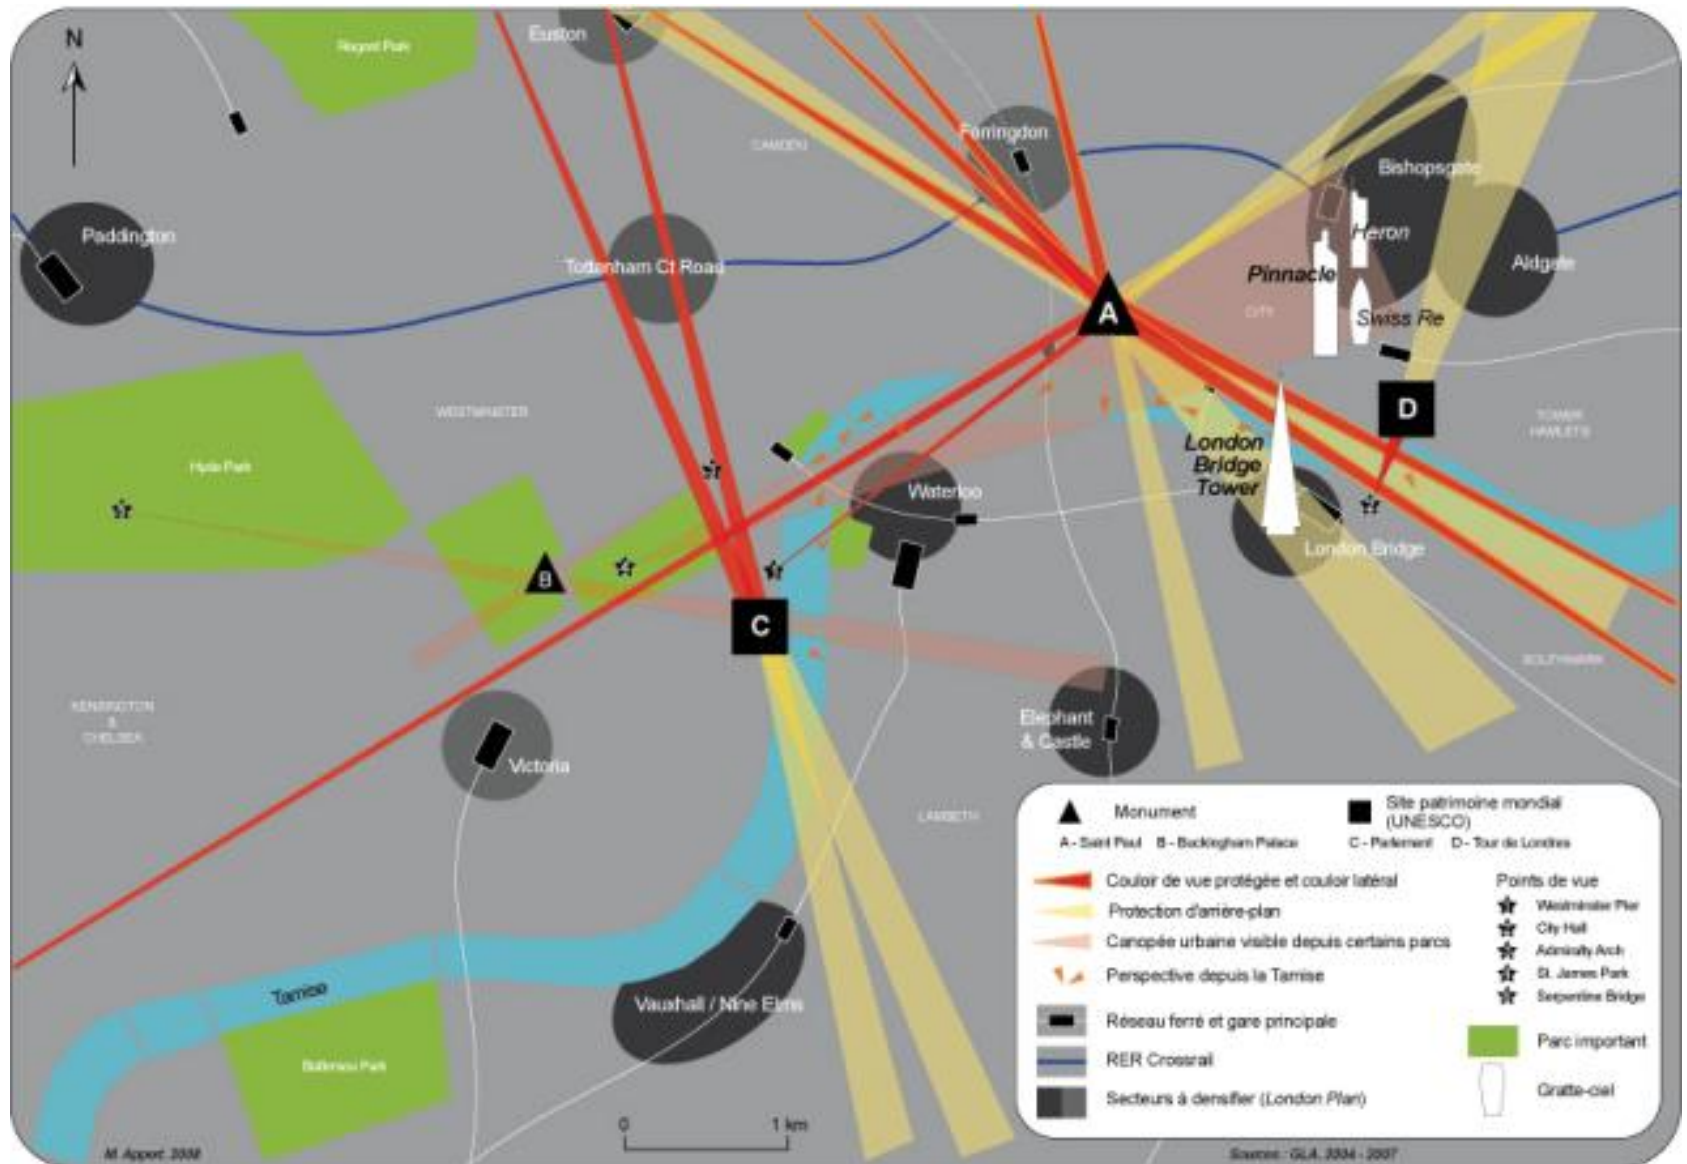 N
Regent Park
Euston
CAMDEN
Farringdon
Bishopsgate
Paddington
Tottenham Ct Road
Heron
Pinnacle
Aldgate
A
CITY
Swiss Re
WESTMINSTER
D
TOWER
HAMLETS
Hyde Park
London
Bridge
Tower
Waterloo
London Bridge
B
C
SOUTHWARK
KENSINGTON
&
CHELSEA
Elephant
& Castle
Victoria
LAMBETH
Tamise
Vauxhall / Nine Elms
Battersea Park
0 1 km
M. Appert, 2008
Monument
Site patrimoine mondial
(UNESCO)
A - Saint Paul B - Buckingham Palace C - Parlement D - Tour de Londres
Couloir de vue protégée et couloir latéral
Protection d'arrière-plan
Canopée urbaine visible depuis certains parcs
Perspective depuis la Tamise
Réseau ferré et gare principale
RER Crossrail
Secteurs à densifier (London Plan)
Points de vue
Westminster Pier
City Hall
Admiralty Arch
St. James Park
Serpentine Bridge
Parc important
Gratte-ciel
Sources : GLA, 2004 - 2007